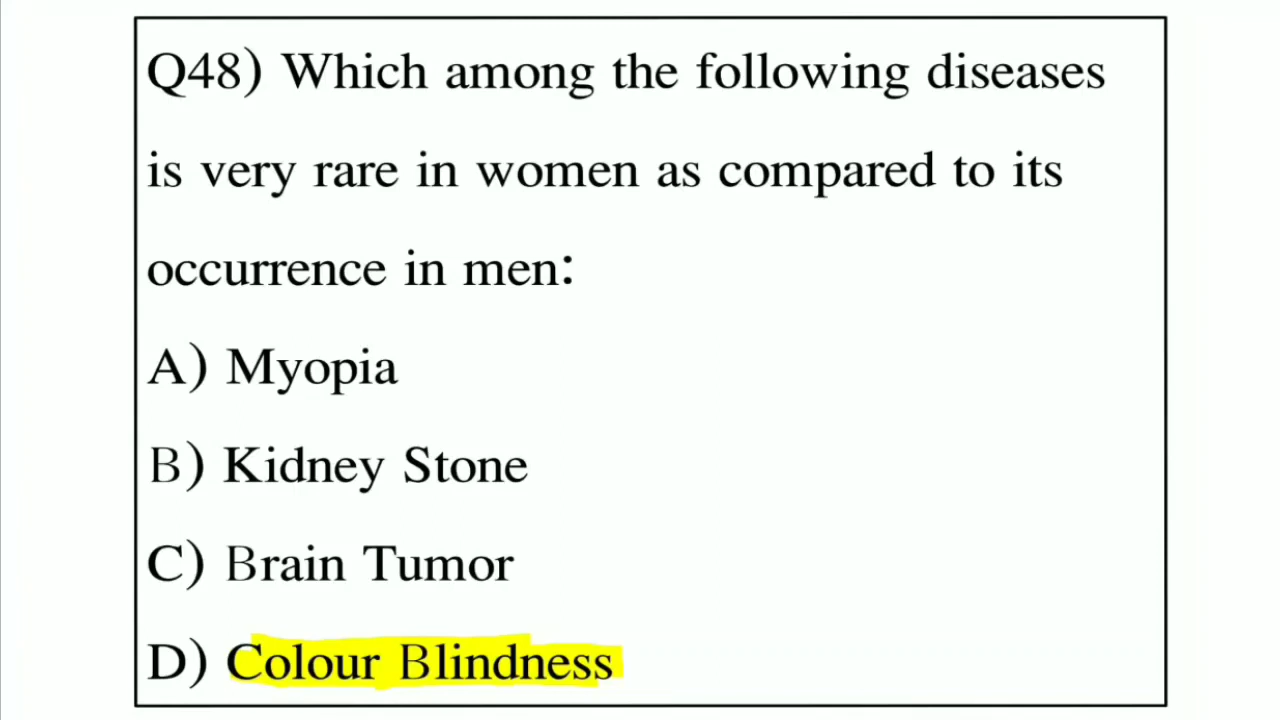 Q48) Which among the following diseases
is very rare in women as compared to its
occurrence in men:
A) Myopia
B) Kidney Stone
C) Brain Tumor
D) Colour Blindness